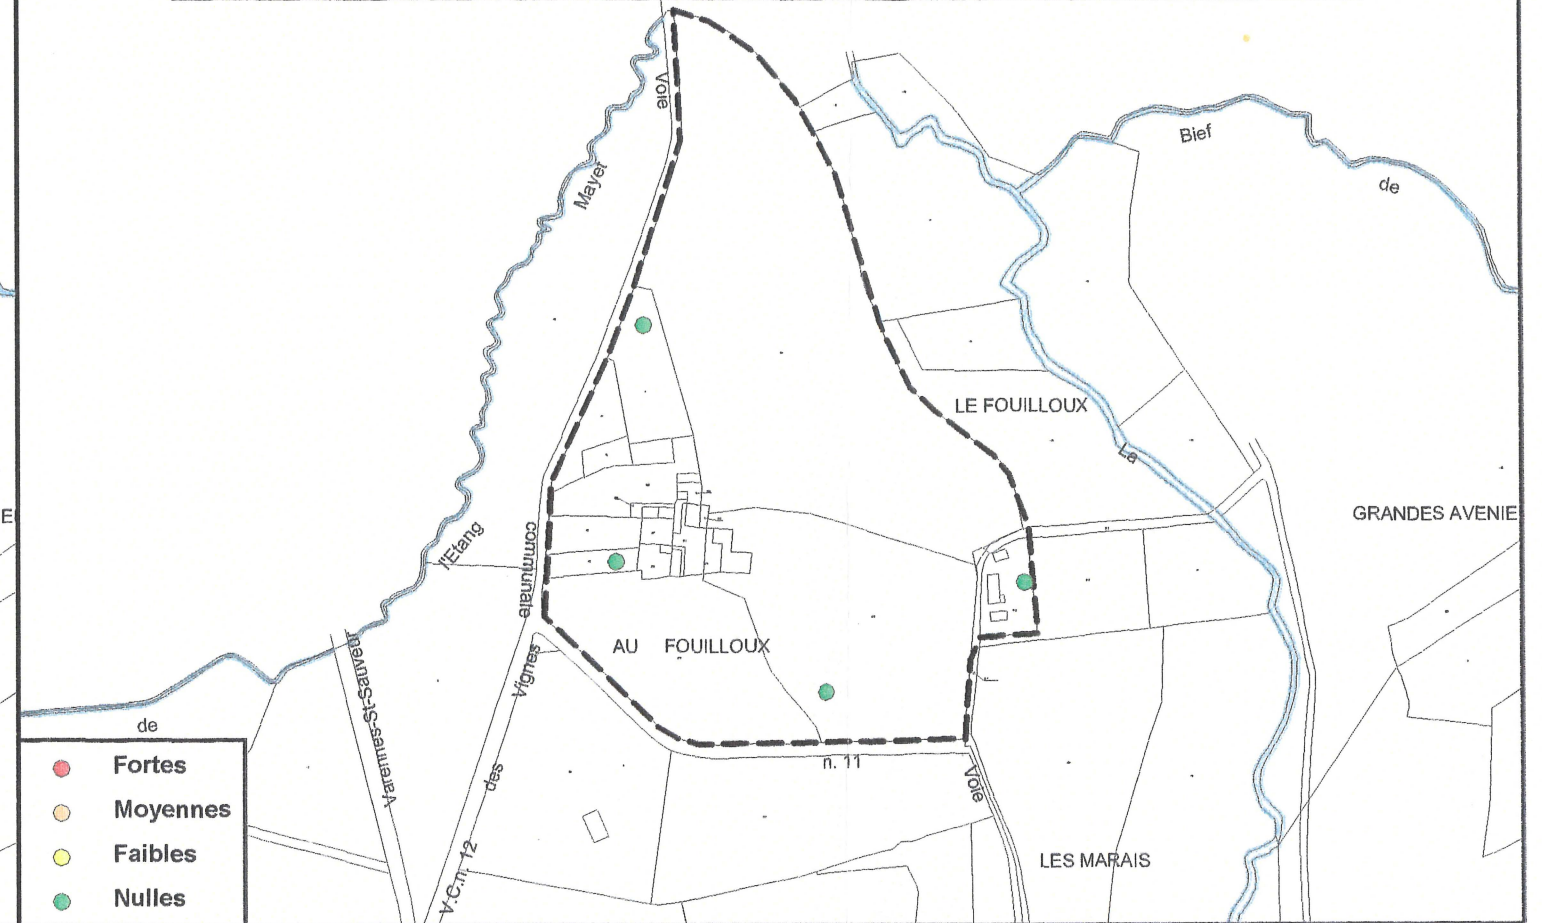 Voie
Bief
de
Mayet
LE FOUILLOUX
La
GRANDES AVENIE
E
l'Etang
communale
AU FOUILLOUX
Vignes
Varennes-St-Sauveur
de
n. 11
Voie
des
V.C.n. 12
LES MARAIS
Fortes
Moyennes
Faibles
Nulles